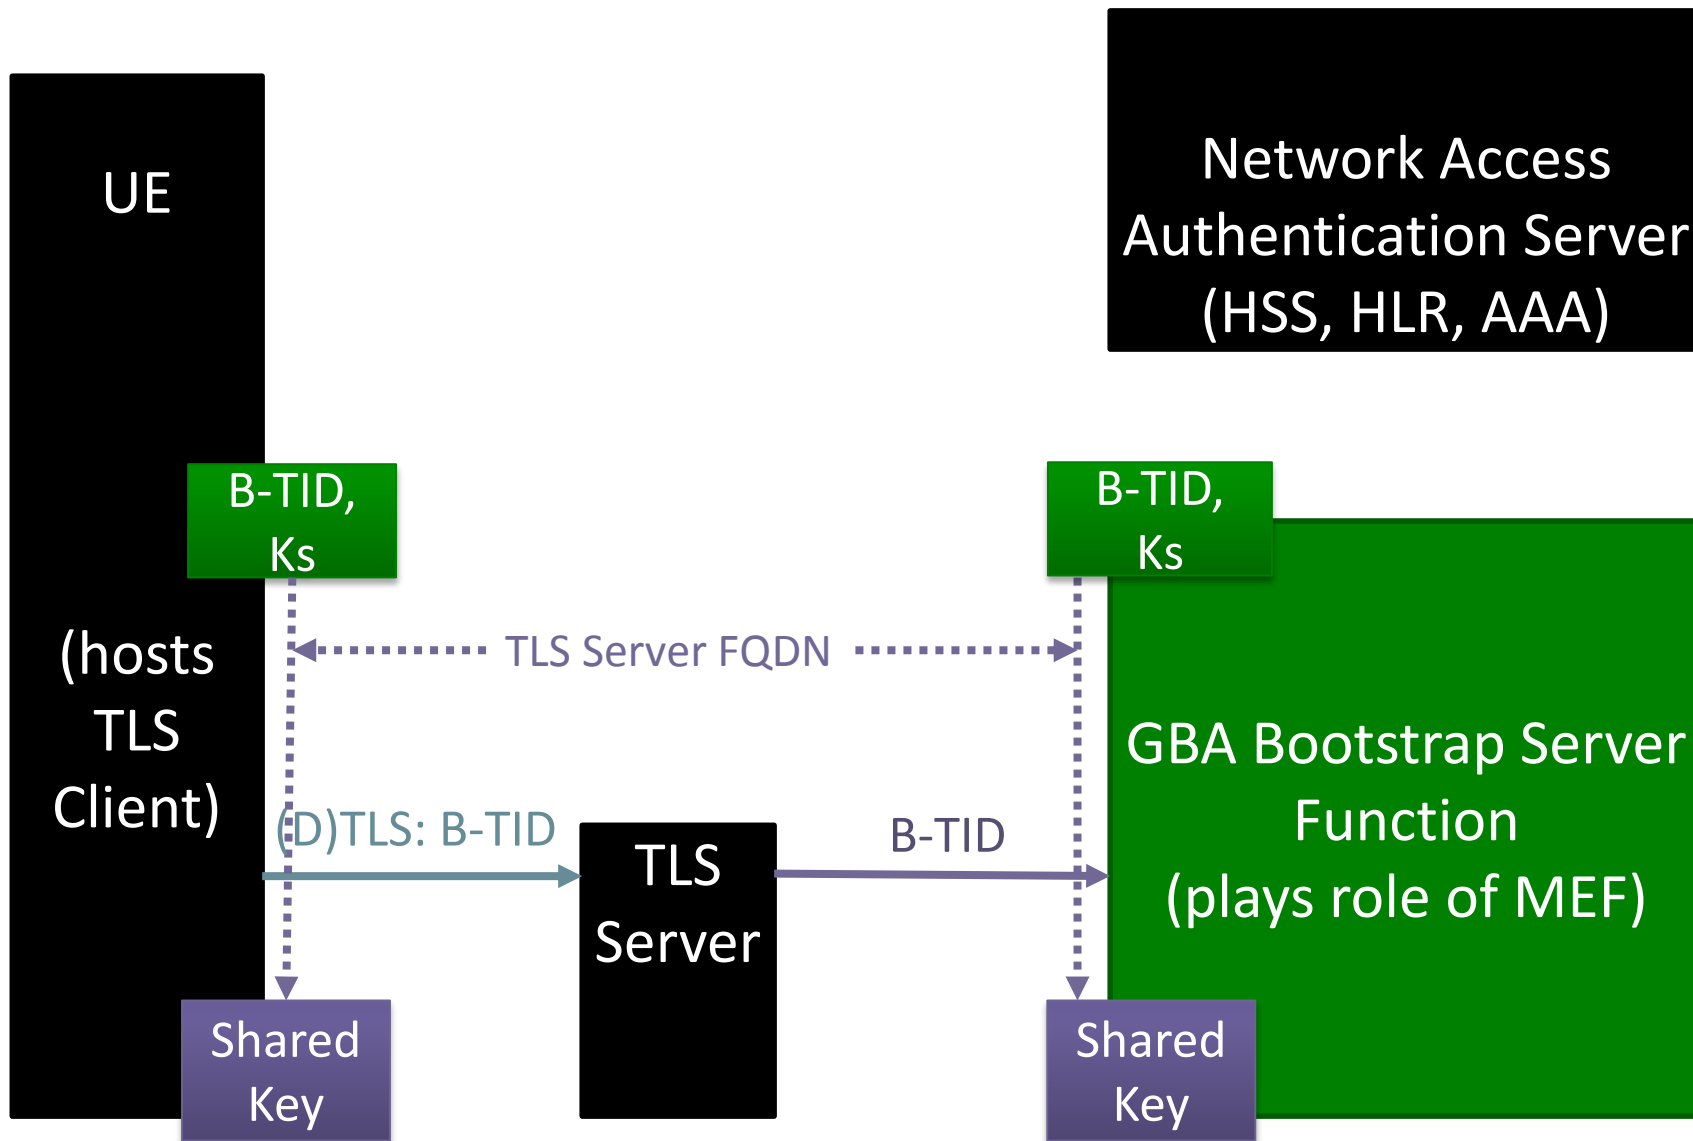 UE
(hosts
TLS
Client)
Network Access
Authentication Server
(HSS, HLR, AAA)
B-TID,
Ks
B-TID,
Ks
TLS Server FQDN
(D)TLS: B-TID
TLS
Server
B-TID
GBA Bootstrap Server
Function
(plays role of MEF)
Shared
Key
Shared
Key